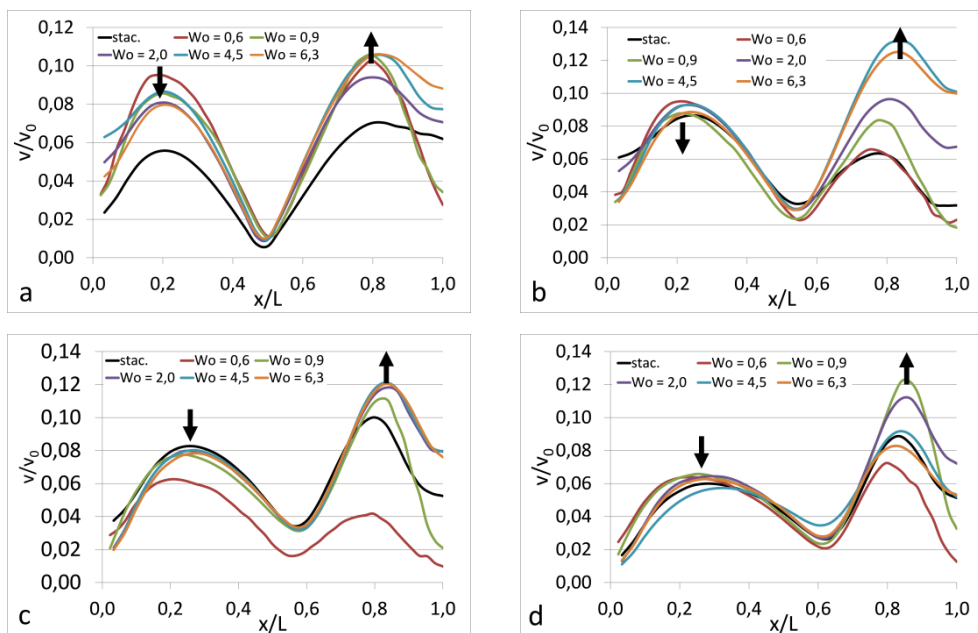 0,12
0,10
0,08
0,06
0,04
0,02
0,00
v/v0
stac. Wo = 0,6 Wo = 0,9
Wo = 2,0 Wo = 4,5 Wo = 6,3
0,0 0,2 0,4 0,6 0,8 1,0
a x/L
0,14
0,12
0,10
0,08
0,06
0,04
0,02
0,00
v/v0
stac. Wo = 0,6
Wo = 0,9 Wo = 2,0
Wo = 4,5 Wo = 6,3
0,0 0,2 0,4 0,6 0,8 1,0
b x/L
0,14
0,12
0,10
0,08
0,06
0,04
0,02
0,00
v/v0
stac. Wo = 0,6 Wo = 0,9
Wo = 2,0 Wo = 4,5 Wo = 6,3
0,0 0,2 0,4 0,6 0,8 1,0
c x/L
0,14
0,12
0,10
0,08
0,06
0,04
0,02
0,00
v/v0
stac. Wo = 0,6 Wo = 0,9
Wo = 2,0 Wo = 4,5 Wo = 6,3
0,0 0,2 0,4 0,6 0,8 1,0
d x/L